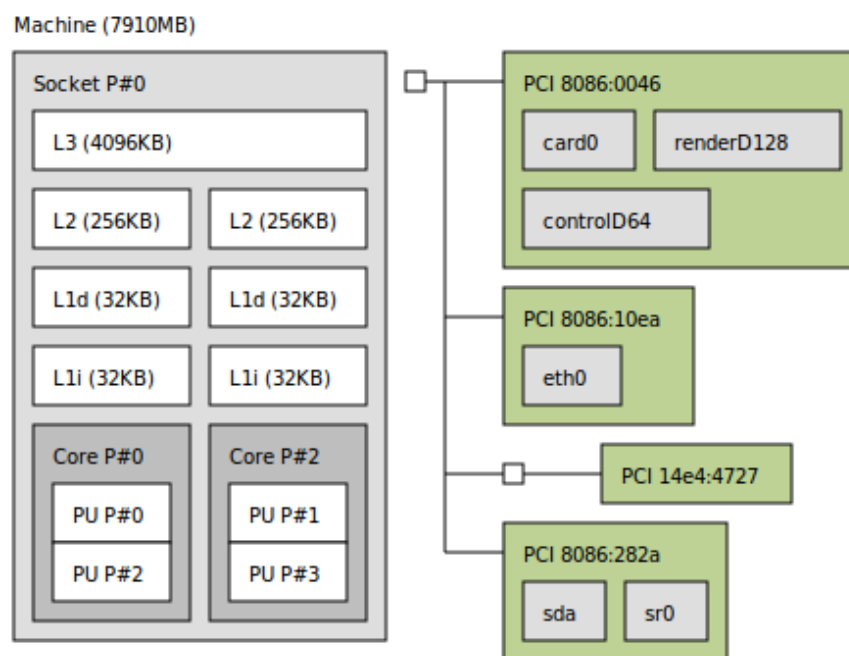 Machine (7910MB)
Socket P#0
L3 (4096KB)
L2 (256KB) L2 (256KB)
L1d (32KB) L1d (32KB)
L1i (32KB) L1i (32KB)
Core P#0 Core P#2
PU P#0 PU P#1
PU P#2 PU P#3
PCI 8086:0046
card0 renderD128
controlD64
PCI 8086:10ea
eth0
PCI 14e4:4727
PCI 8086:282a
sda sr0